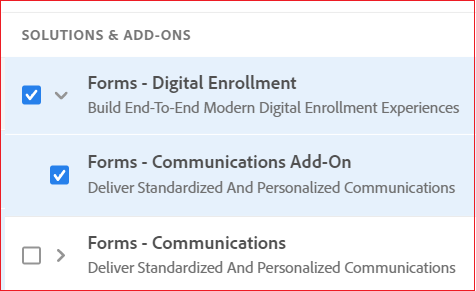 SOLUTIONS & ADD-ONS
Forms - Digital Enrollment
Build End-To-End Modern Digital Enrollment Experiences
Forms - Communications Add-On
Deliver Standardized And Personalized Communications
Forms - Communications
Deliver Standardized And Personalized Communications